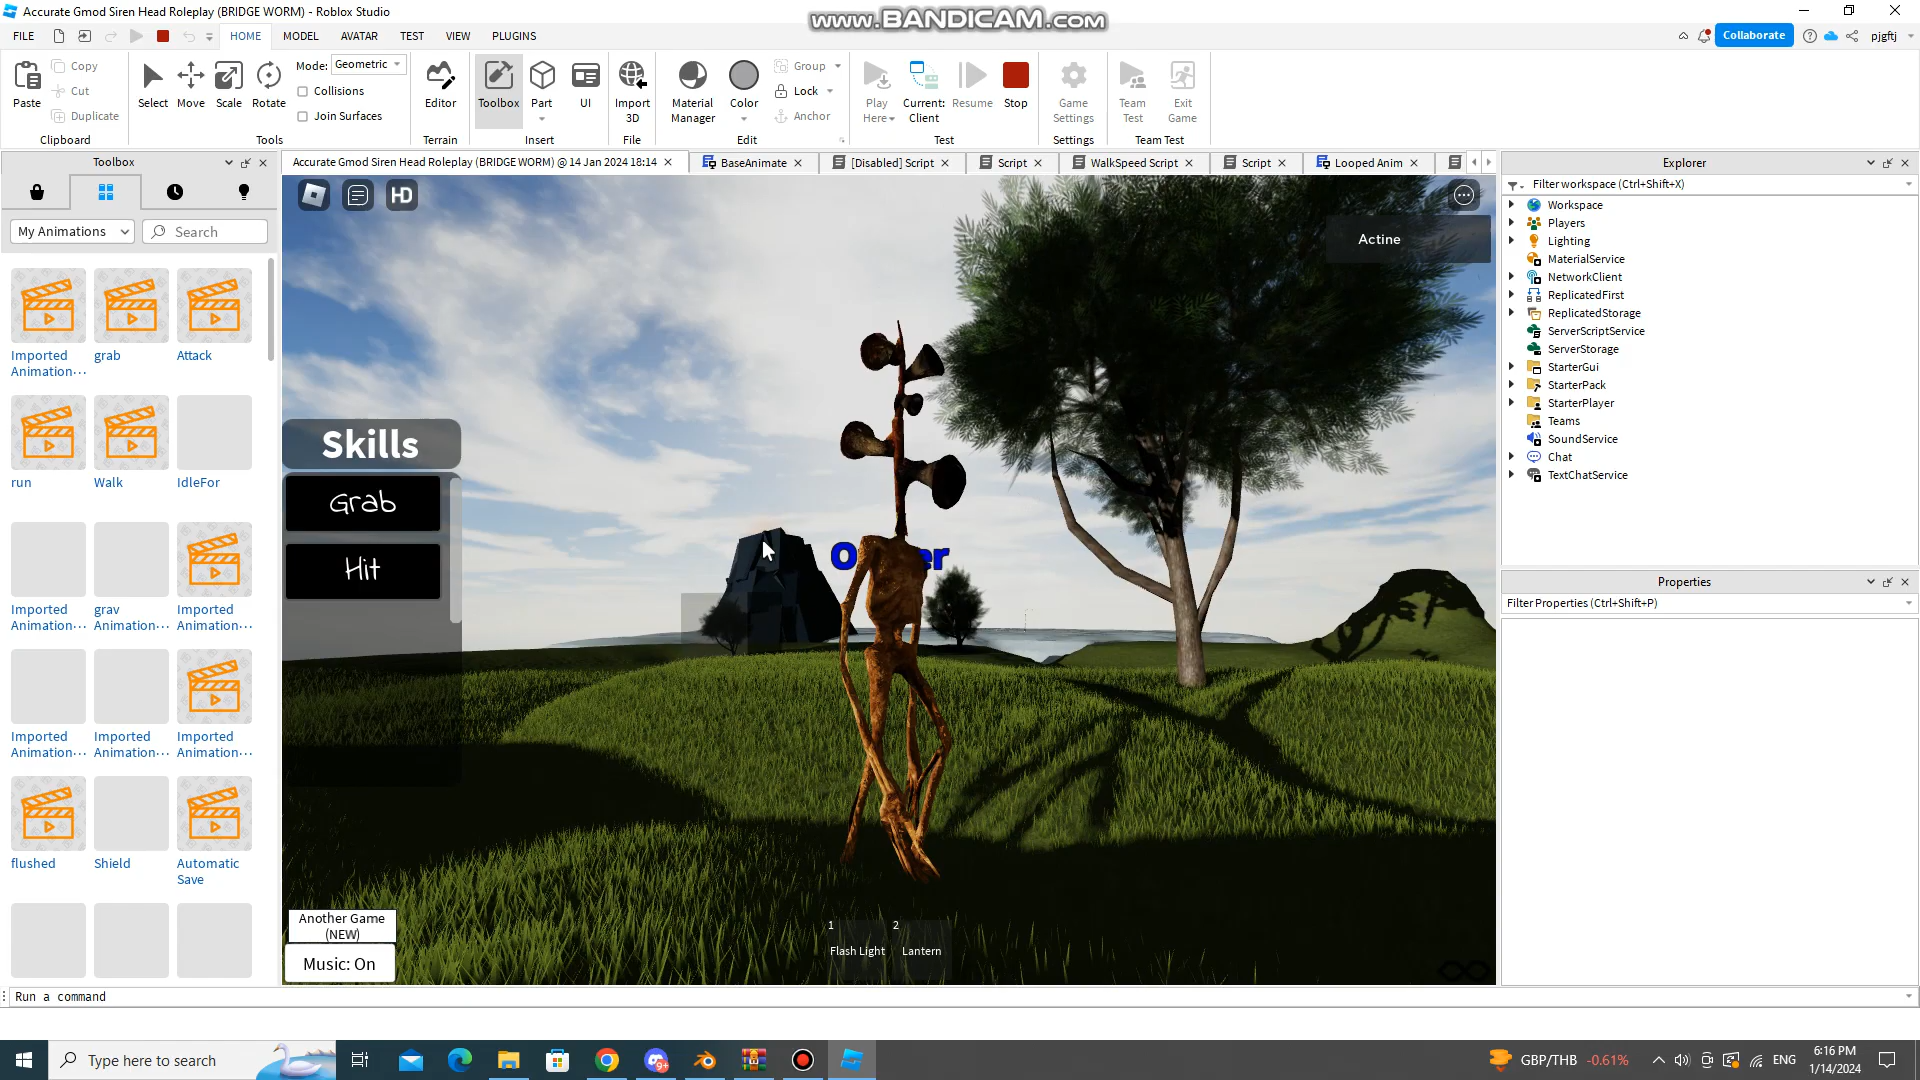 Accurate Gmod Siren Head Roleplay (BRIDGE WORM) - Roblox Studio
www.BANDICAM.com
FILE HOME MODEL AVATAR TEST VIEW PLUGINS
Collaborate pjgftj
Paste Copy Cut Duplicate Clipboard
Select Move Scale Rotate Mode: Geometric Collisions Join Surfaces Tools
Editor Terrain
Toolbox Part UI Insert
Import 3D File
Material Manager Color Group Lock Anchor Edit
Play Here Current: Client Resume Stop Test
Game Settings Settings
Team Test Exit Game Team Test
Toolbox
Accurate Gmod Siren Head Roleplay (BRIDGE WORM) @ 14 Jan 2024 18:14 BaseAnimate [Disabled] Script Script WalkSpeed Script Script Looped Anim
My Animations Search
Imported Animation... grab Attack
run Walk IdleFor
Imported Animation... grav Animation... Imported Animation...
Imported Animation... Imported Animation... Imported Animation...
flushed Shield Automatic Save
HD
Actine
Skills
Grab
Hit
O er
Another Game
(NEW)
Music: On
1 2
Flash Light Lantern
Explorer
Filter workspace (Ctrl+Shift+X)
Workspace
Players
Lighting
MaterialService
NetworkClient
ReplicatedFirst
ReplicatedStorage
ServerScriptService
ServerStorage
StarterGui
StarterPack
StarterPlayer
Teams
SoundService
Chat
TextChatService
Properties
Filter Properties (Ctrl+Shift+P)
Run a command
Type here to search
9+
GBP/THB -0.61%
ENG
6:16 PM
1/14/2024